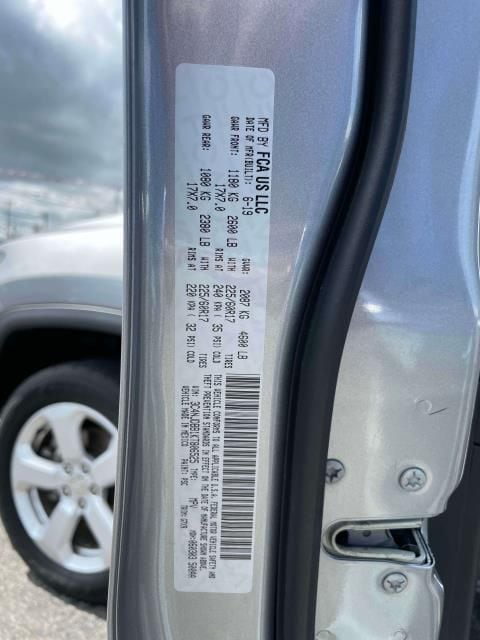 MFD BY FCA US LLC
DATE OF MFR(BUILT): 6-19 GVWR: 2087 KG 4600 LB
GAWR FRONT: 1180 KG 2600 LB WITH 225/60R17 TIRES
17X7.0 RIMS AT 240 KPA ( 35 PSI) COLD
GAWR REAR: 1080 KG 2380 LB WITH 225/60R17 TIRES
17X7.0 RIMS AT 220 KPA ( 32 PSI) COLD
THIS VEHICLE CONFORMS TO ALL APPLICABLE U.S.A. FEDERAL MOTOR VEHICLE SAFETY AND
THEFT PREVENTION STANDARDS IN EFFECT ON THE DATE OF MANUFACTURE SHOWN ABOVE.
VIN: TYPE: MPV
VEHICLE MADE IN MEXICO PAINT: PSC